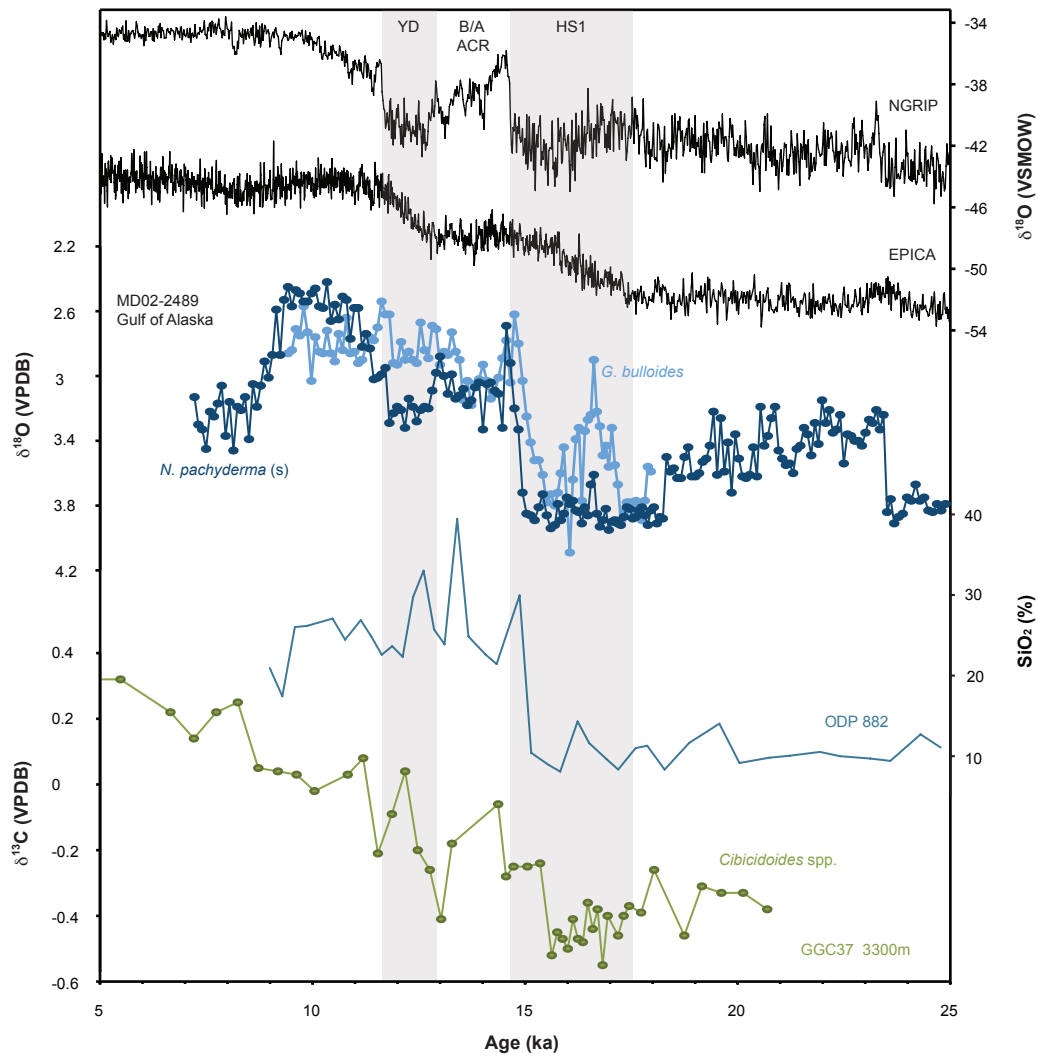 YD
B/A
ACR
HS1
-34
-38
-42
-46
-50
-54
δ18O (VSMOW)
NGRIP
EPICA
2.2
2.6
3
3.4
3.8
4.2
δ18O (VPDB)
MD02-2489
Gulf of Alaska
G. bulloides
N. pachyderma (s)
40
30
20
10
SiO₂ (%)
ODP 882
0.4
0.2
0
-0.2
-0.4
-0.6
δ13C (VPDB)
Cibicidoides spp.
GGC37 3300m
5
10
15
20
25
Age (ka)